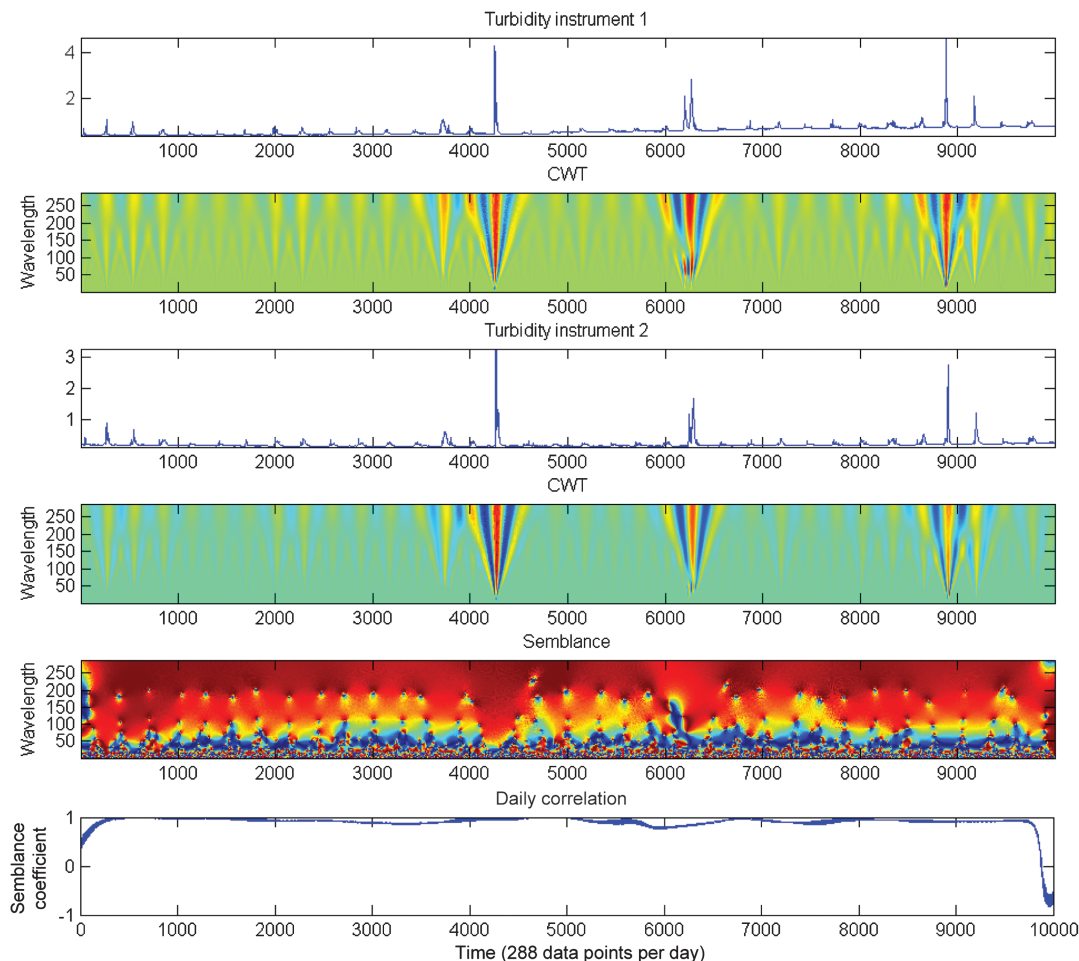 Turbidity instrument 1
4
2
1000 2000 3000 4000 5000 6000 7000 8000 9000
CWT
Wavelength
250
200
150
100
50
1000 2000 3000 4000 5000 6000 7000 8000 9000
Turbidity instrument 2
3
2
1
1000 2000 3000 4000 5000 6000 7000 8000 9000
CWT
Wavelength
250
200
150
100
50
1000 2000 3000 4000 5000 6000 7000 8000 9000
Semblance
Wavelength
250
200
150
100
50
1000 2000 3000 4000 5000 6000 7000 8000 9000
Daily correlation
Semblance
coefficient
1
0
-1
0 1000 2000 3000 4000 5000 6000 7000 8000 9000 10000
Time (288 data points per day)